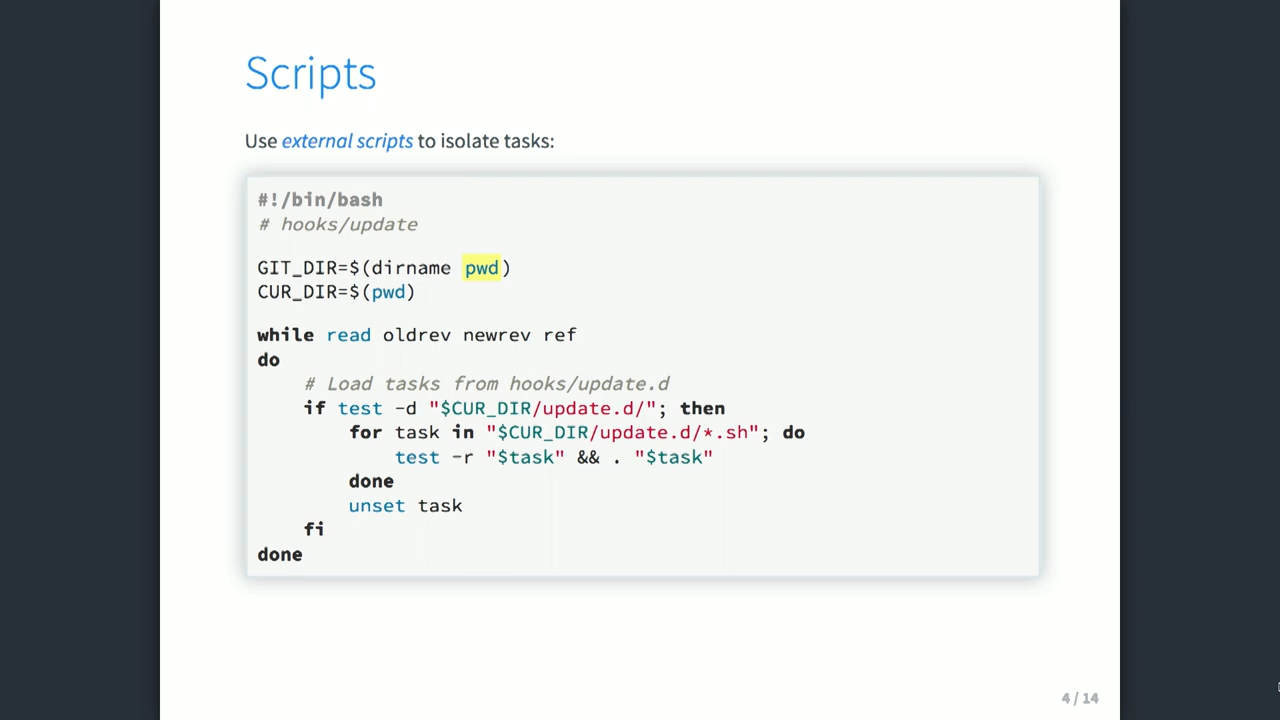 Scripts
Use external scripts to isolate tasks:
#!/bin/bash
# hooks/update
GIT_DIR=$(dirname pwd)
CUR_DIR=$(pwd)
while read oldrev newrev ref
do
# Load tasks from hooks/update.d
if test -d "$CUR_DIR/update.d/"; then
for task in "$CUR_DIR/update.d/*.sh"; do
test -r "$task" && . "$task"
done
unset task
fi
done
4 / 14